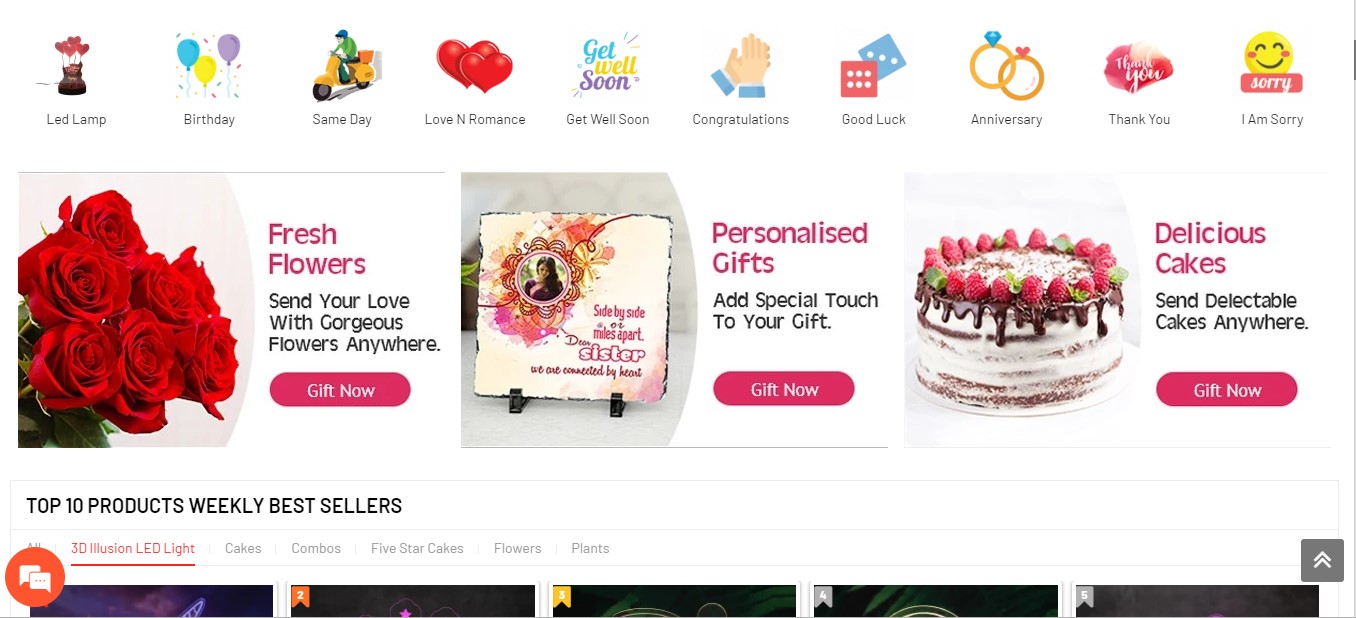 Get
well
Soon
Thank
you
sorry
Led Lamp
Birthday
Same Day
Love N Romance
Get Well Soon
Congratulations
Good Luck
Anniversary
Thank You
I Am Sorry
Fresh
Flowers
Send Your Love
With Gorgeous
Flowers Anywhere.
Gift Now
Side by side
or
miles apart.
Dear
sister
we are connected by heart
Personalised
Gifts
Add Special Touch
To Your Gift.
Gift Now
Delicious
Cakes
Send Delectable
Cakes Anywhere.
Gift Now
TOP 10 PRODUCTS WEEKLY BEST SELLERS
All
3D Illusion LED Light
Cakes
Combos
Five Star Cakes
Flowers
Plants
2
3
4
5